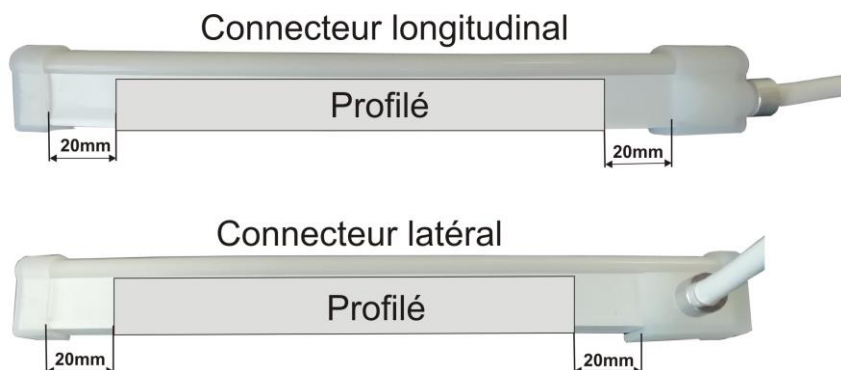 Connecteur longitudinal
Profilé
20mm
20mm
Connecteur latéral
Profilé
20mm
20mm